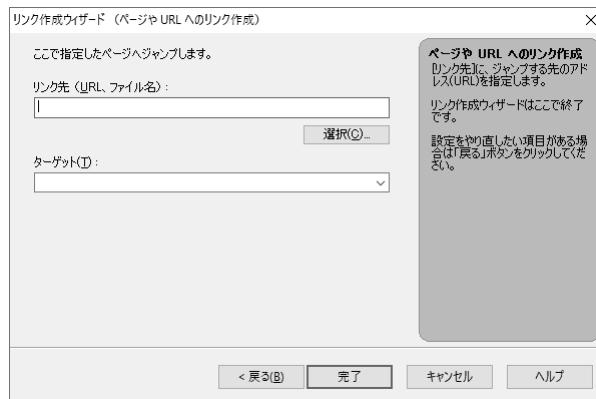 リンク作成ウィザード (ページや URL へのリンク作成)
ここで指定したページへジャンプします。
リンク先 (URL、ファイル名) :
選択(C)...
ターゲット(T) :
ページや URL へのリンク作成
[リンク先]に、ジャンプする先のアド
レス(URL)を指定します。
リンク作成ウィザードはここで終了
です。
設定をやり直したい項目がある場
合は「戻る」ボタンをクリックしてくだ
さい。
< 戻る(B)
完了
キャンセル
ヘルプ